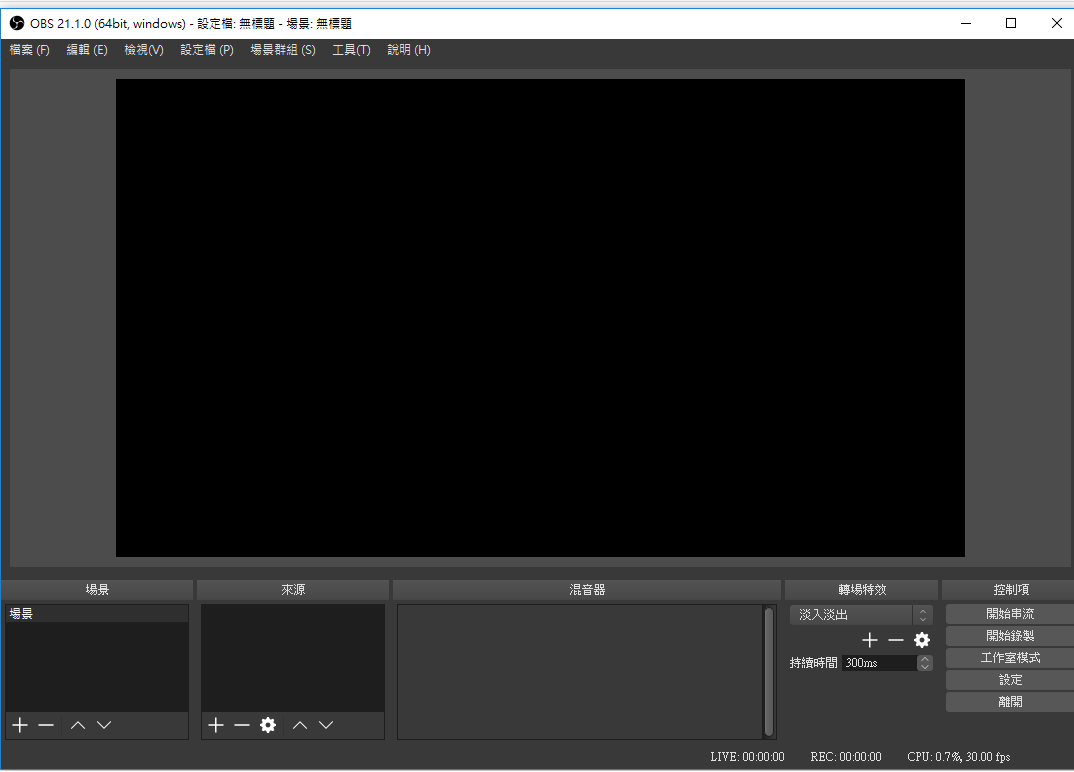 OBS 21.1.0 (64bit, windows) - 設定檔: 無標題 - 場景: 無標題
檔案 (F) 編輯 (E) 檢視(V) 設定檔 (P) 場景群組 (S) 工具(T) 說明 (H)
場景 來源 混音器 轉場特效 控制項
場景
淡入淡出
持續時間 300ms
開始串流
開始錄製
工作室模式
設定
離開
LIVE: 00:00:00 REC: 00:00:00 CPU: 0.7%, 30.00 fps